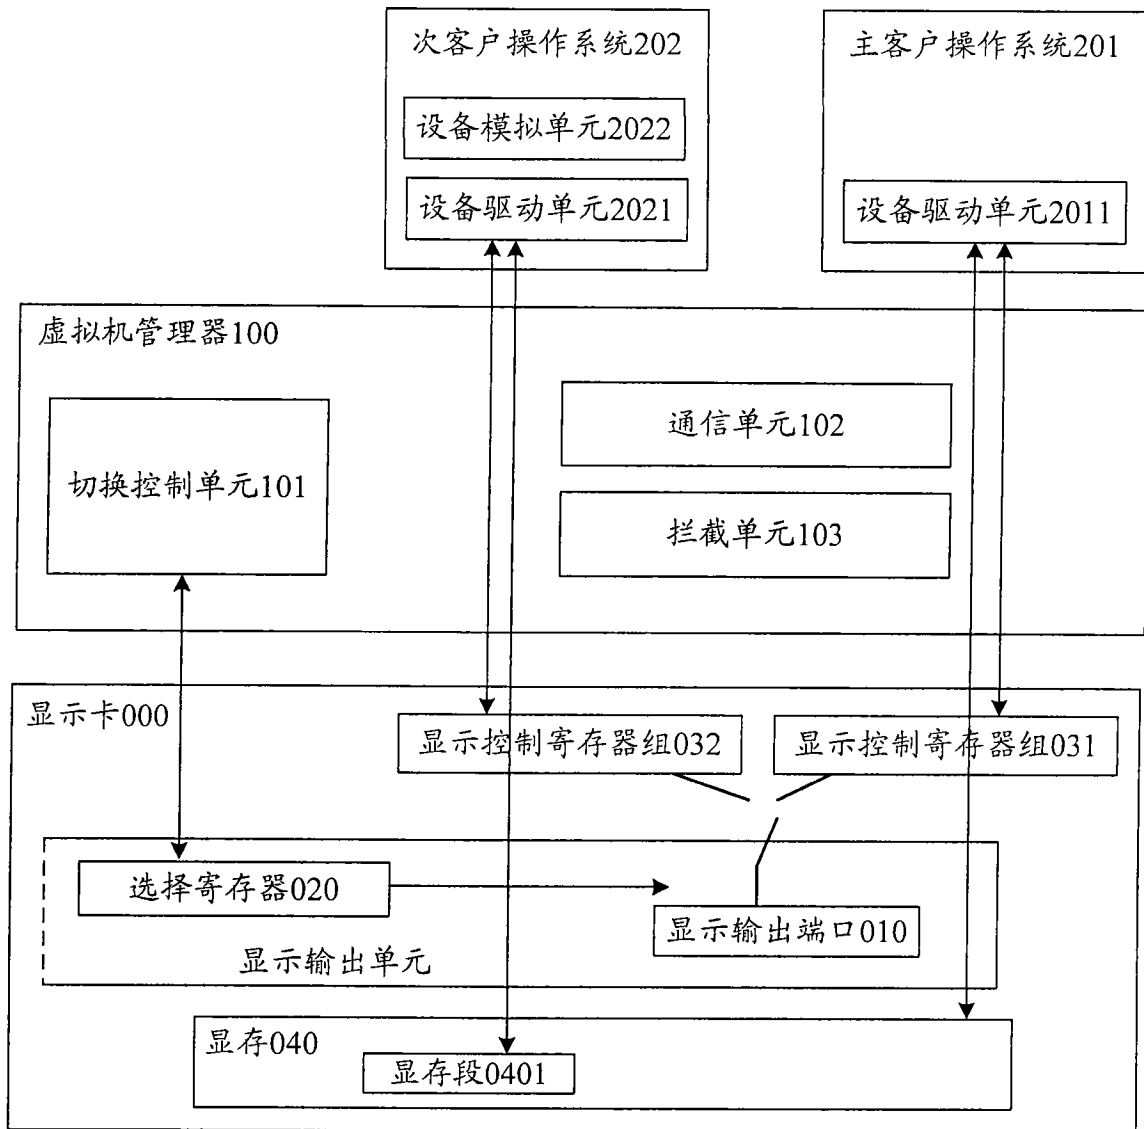 次客户操作系统202
主客户操作系统201
设备模拟单元2022
设备驱动单元2021
设备驱动单元2011
虚拟机管理器100
通信单元102
切换控制单元101
拦截单元103
显示卡000
显示控制寄存器组032
显示控制寄存器组031
选择寄存器020
显示输出端口010
显示输出单元
显存040
显存段0401